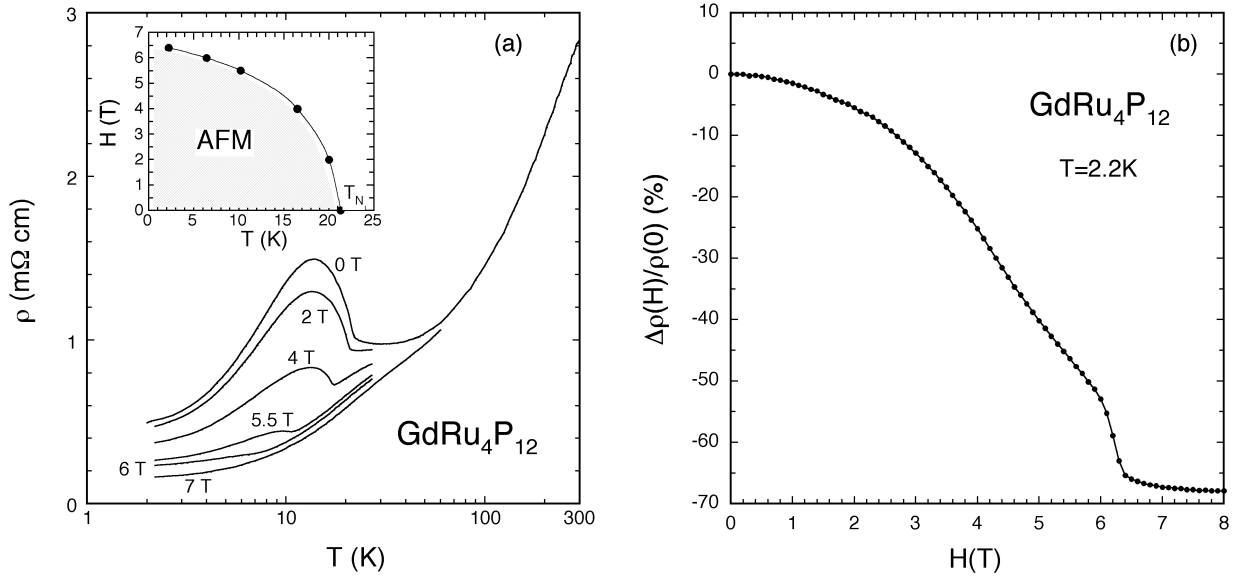 (a)
3
2
1
0
ρ (mΩ cm)
1
10
100
300
T (K)
7
6
5
4
3
2
1
0
H (T)
AFM
T_N
0
5
10
15
20
25
T (K)
0 T
2 T
4 T
5.5 T
6 T
7 T
GdRu₄P₁₂
(b)
10
0
-10
-20
-30
-40
-50
-60
-70
Δρ(H)/ρ(0) (%)
GdRu₄P₁₂
T=2.2K
0
1
2
3
4
5
6
7
8
H(T)